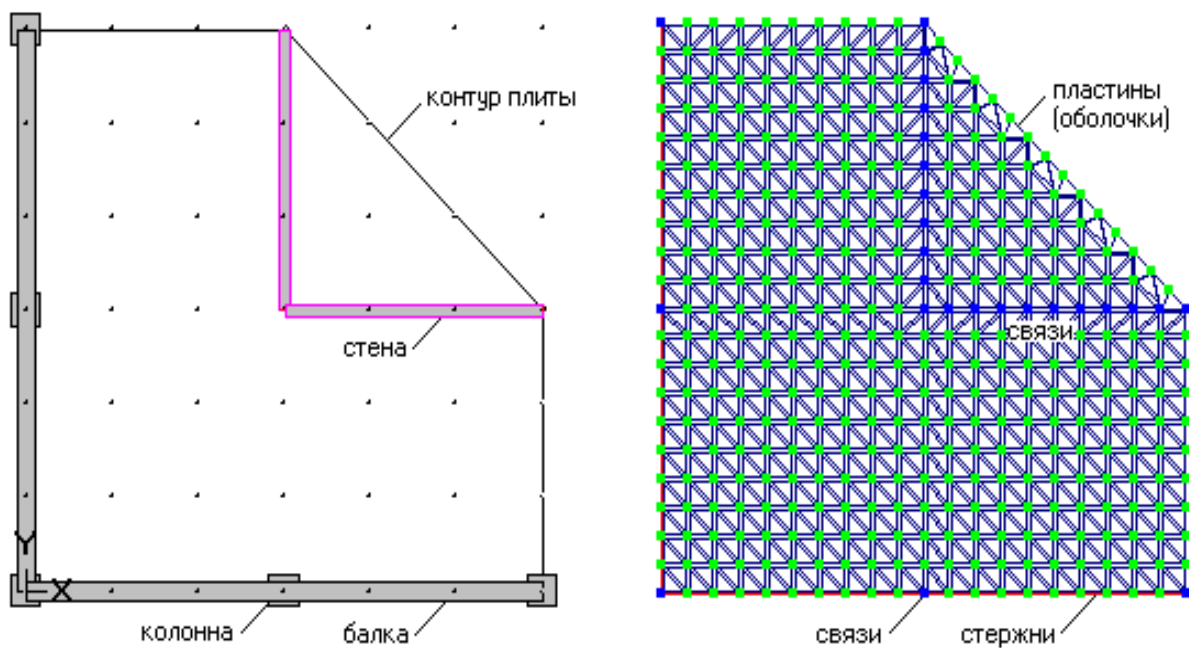 контур плиты
стена
Y
X
колонна
балка
пластины
(оболочки)
связи
связи
стержни